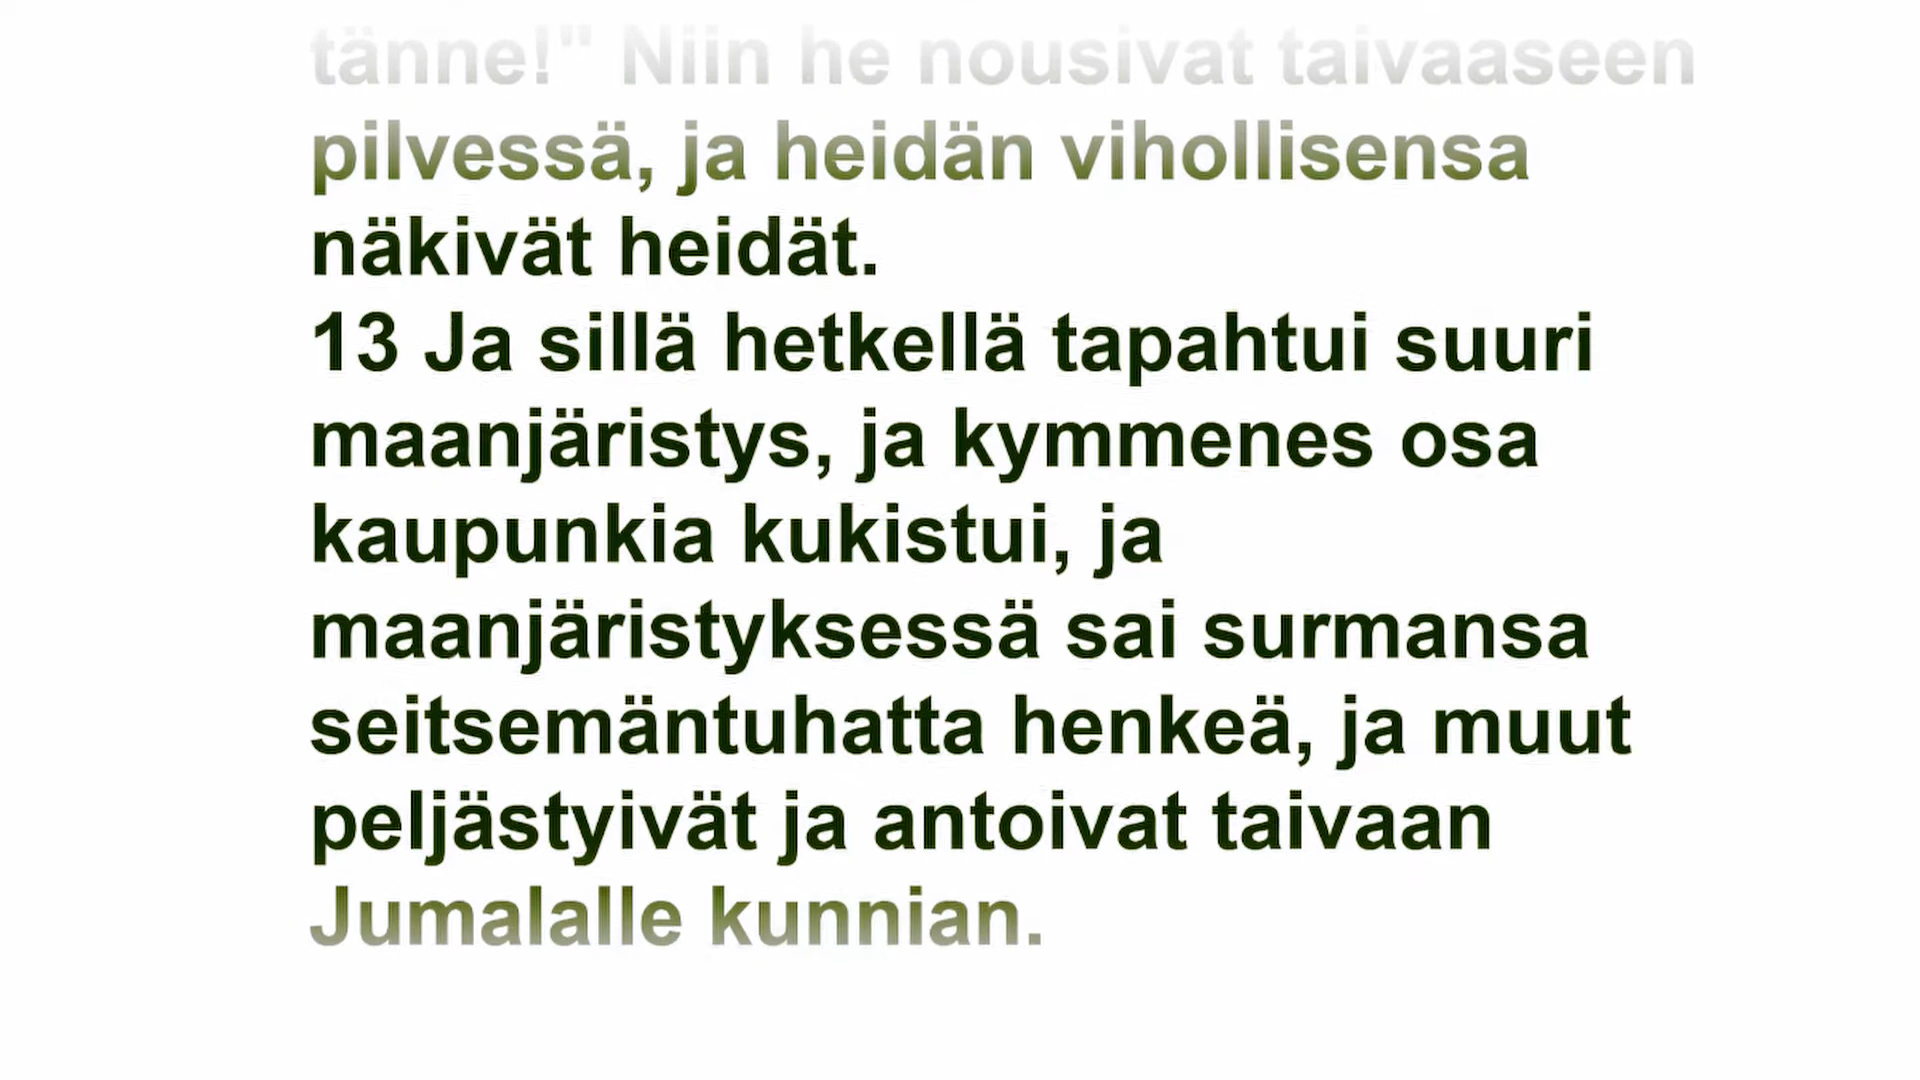 tänne!" Niin he nousivat taivaaseen
pilvessä, ja heidän vihollisensa
näkivät heidät.
13 Ja sillä hetkellä tapahtui suuri
maanjäristys, ja kymmenes osa
kaupunkia kukistui, ja
maanjäristyksessä sai surmansa
seitsemäntuhatta henkeä, ja muut
peljästyivät ja antoivat taivaan
Jumalalle kunnian.